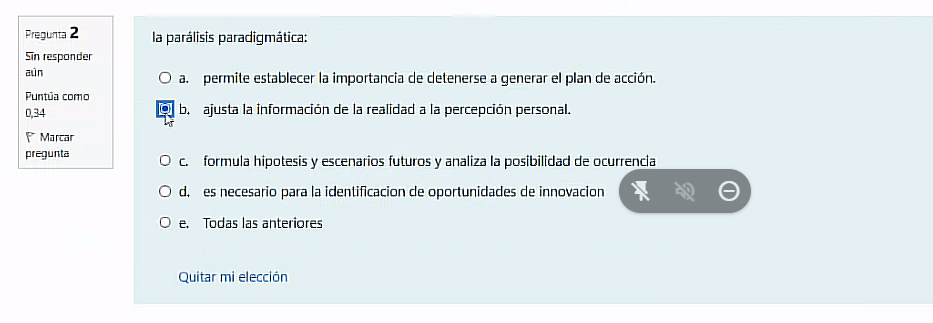 Pregunta 2
Sin responder
aún
Puntúa como
0,34
Marcar
pregunta
la parálisis paradigmática:
a. permite establecer la importancia de detenerse a generar el plan de acción.
b. ajusta la información de la realidad a la percepción personal.
c. formula hipotesis y escenarios futuros y analiza la posibilidad de ocurrencia
d. es necesario para la identificacion de oportunidades de innovacion
e. Todas las anteriores
Quitar mi elección